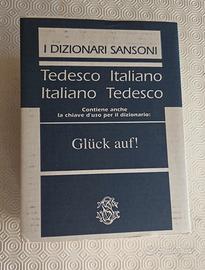 I DIZIONARI SANSONI
Tedesco Italiano
Italiano Tedesco
Contiene anche
la chiave d'uso per il dizionario:
Glück auf!